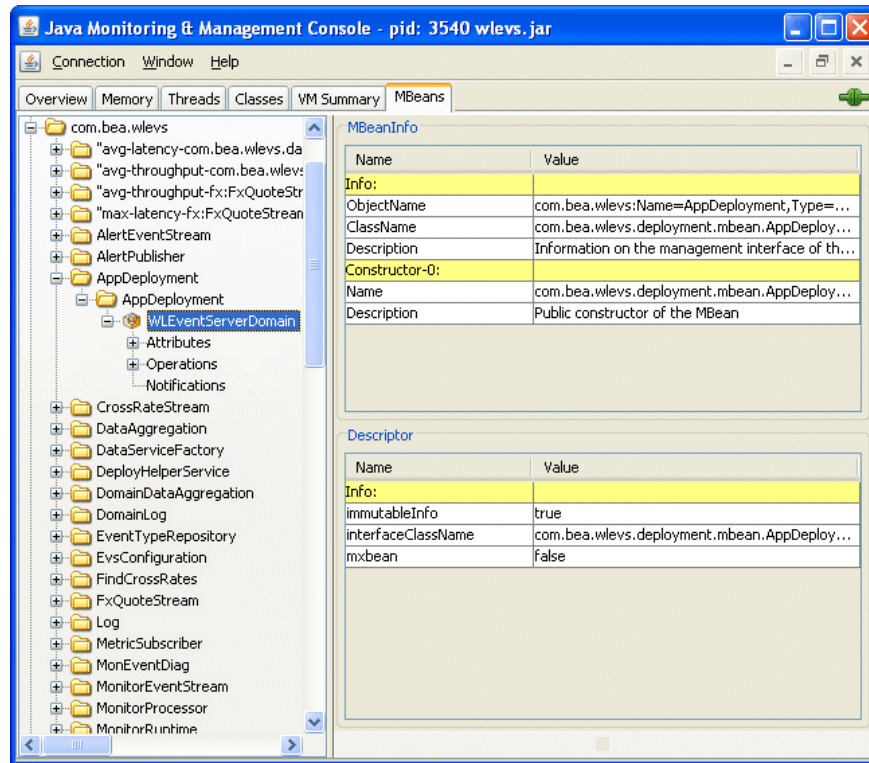 Java Monitoring & Management Console - pid: 3540 wlevs.jar
Connection Window Help
Overview Memory Threads Classes VM Summary MBeans
com.bea.wlevs
"avg-latency-com.bea.wlevs.da
"avg-throughput-com.bea.wlevs
"avg-throughput-fx:FxQuoteStr
"max-latency-fx:FxQuoteStrean
AlertEventStream
AlertPublisher
AppDeployment
AppDeployment
WLEventServerDomain
Attributes
Operations
Notifications
CrossRateStream
DataAggregation
DataServiceFactory
DeployHelperService
DomainDataAggregation
DomainLog
EventTypeRepository
EvsConfiguration
FindCrossRates
FxQuoteStream
Log
MetricSubscriber
MonEventDiag
MonitorEventStream
MonitorProcessor
MonitorRuntime
MBeanInfo
Name Value
Info:
ObjectName com.bea.wlevs:Name=AppDeployment,Type=...
ClassName com.bea.wlevs.deployment.mbean.AppDeploy...
Description Information on the management interface of th...
Constructor-0:
Name com.bea.wlevs.deployment.mbean.AppDeploy...
Description Public constructor of the MBean
Descriptor
Name Value
Info:
immutableInfo true
interfaceClassName com.bea.wlevs.deployment.mbean.AppDeploy...
mxbean false